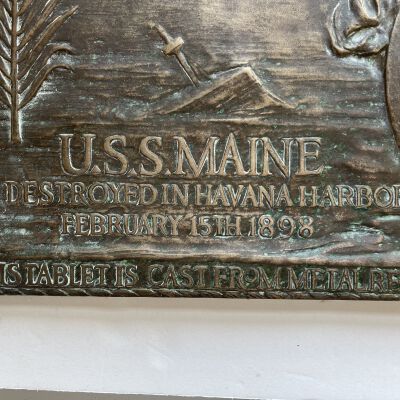 U.S.S. MAINE
DESTROYED IN HAVANA HARBOR
FEBRUARY 15TH. 1898
IS TABLET IS CAST FROM METAL RE